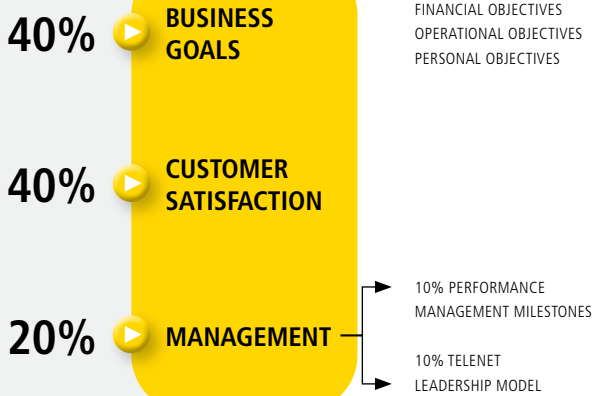 40%
BUSINESS
GOALS
FINANCIAL OBJECTIVES
OPERATIONAL OBJECTIVES
PERSONAL OBJECTIVES
40%
CUSTOMER
SATISFACTION
20%
MANAGEMENT
10% PERFORMANCE
MANAGEMENT MILESTONES
10% TELENET
LEADERSHIP MODEL